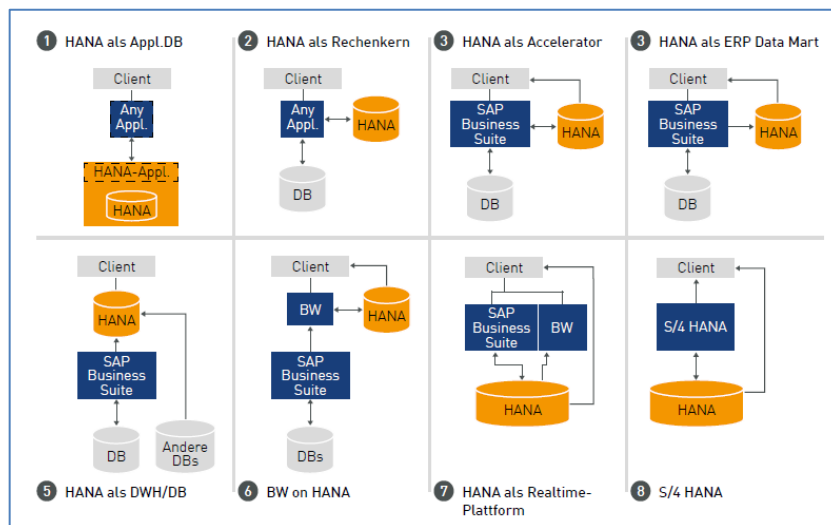 1 HANA als Appl.DB
Client
Any
Appl.
HANA-Appl.
HANA
2 HANA als Rechenkern
Client
Any
Appl.
HANA
DB
3 HANA als Accelerator
Client
SAP
Business
Suite
HANA
DB
3 HANA als ERP Data Mart
Client
SAP
Business
Suite
HANA
DB
Client
HANA
SAP
Business
Suite
DB
Andere
DBs
5 HANA als DWH/DB
Client
BW
HANA
SAP
Business
Suite
DBs
6 BW on HANA
Client
SAP
Business
Suite
BW
HANA
7 HANA als Realtime-
Plattform
Client
S/4 HANA
HANA
8 S/4 HANA